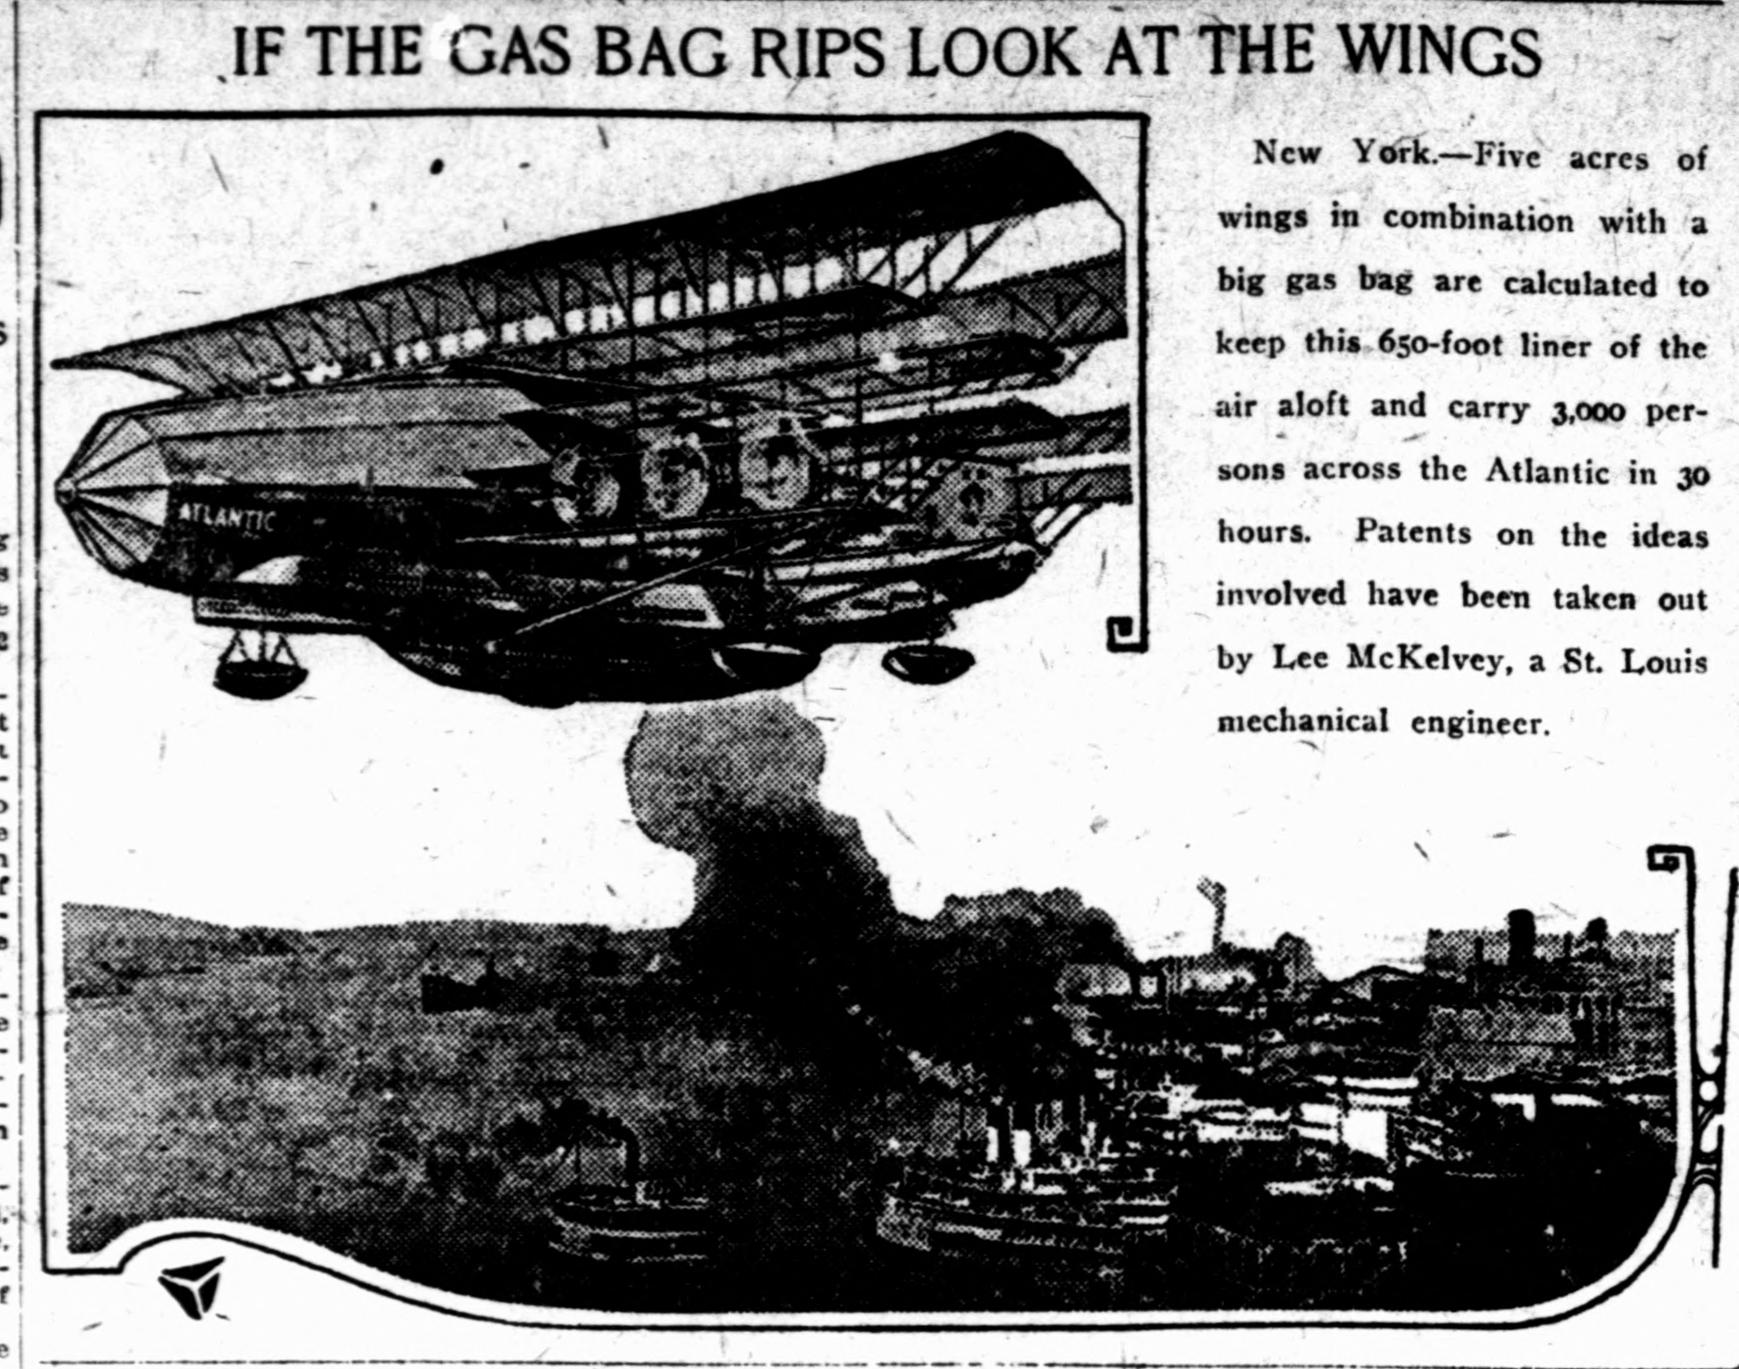 IF THE GAS BAG RIPS LOOK AT THE WINGS
New York.—Five acres of
wings in combination with a
big gas bag are calculated to
keep this 650-foot liner of the
air aloft and carry 3,000 per-
sons across the Atlantic in 30
hours. Patents on the ideas
involved have been taken out
by Lee McKelvey, a St. Louis
mechanical engineer.
ATLANTIC